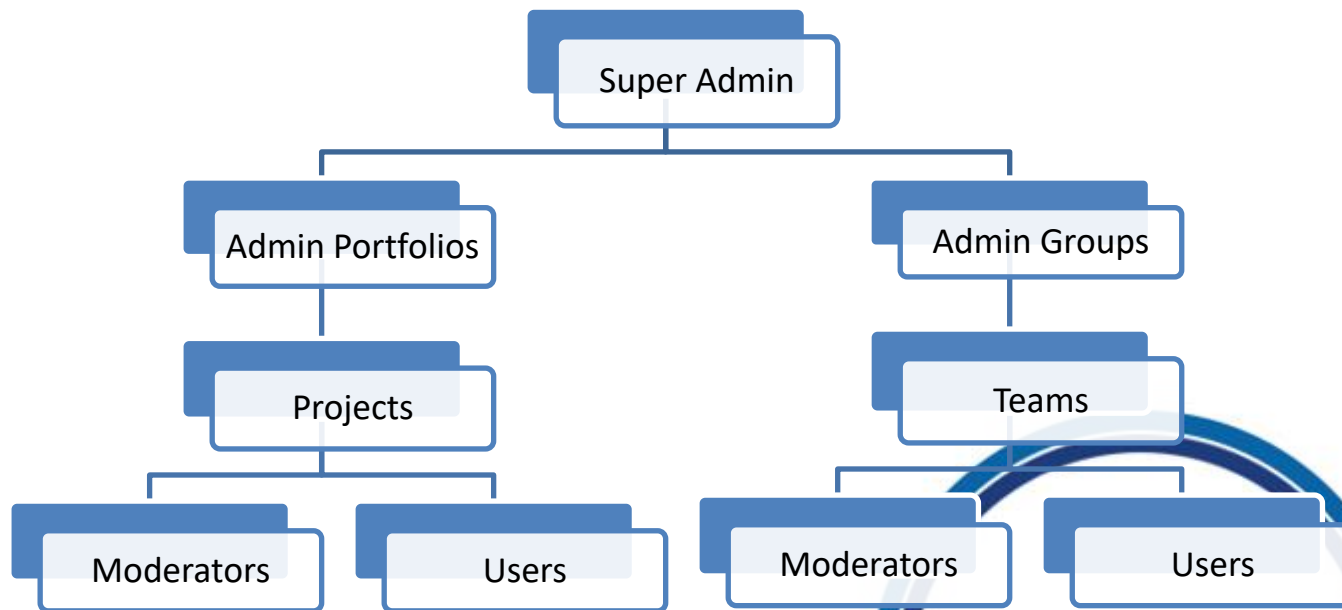 Super Admin
Admin Portfolios
Admin Groups
Projects
Teams
Moderators
Users
Moderators
Users